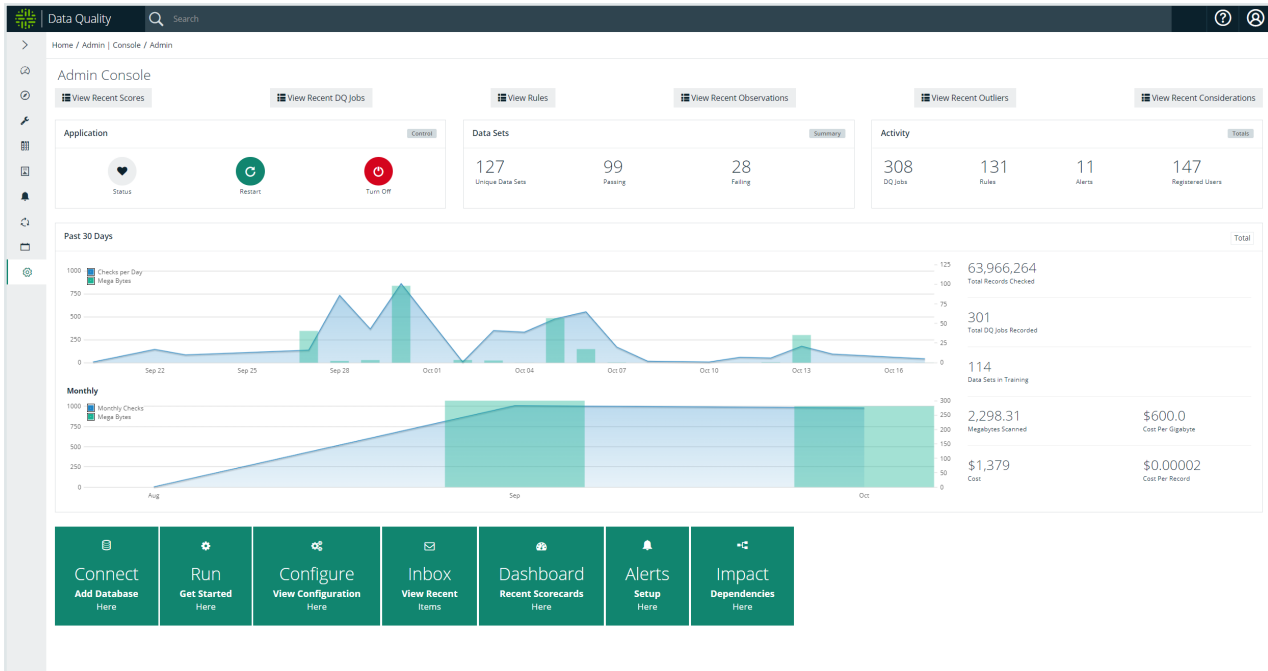 Data Quality
Search
Home / Admin | Console / Admin
Admin Console
View Recent Scores
View Recent DQ Jobs
View Rules
View Recent Observations
View Recent Outliers
View Recent Considerations
Application
Control
Status
Restart
Turn Off
Data Sets
Summary
127
Unique Data Sets
99
Passing
28
Failing
Activity
Totals
308
DQ Jobs
131
Rules
11
Alerts
147
Registered Users
Past 30 Days
Total
Checks per Day
Mega Bytes
1000
750
500
250
0
125
100
75
50
25
0
Sep 22
Sep 25
Sep 28
Oct 01
Oct 04
Oct 07
Oct 10
Oct 13
Oct 16
Monthly
Monthly Checks
Mega Bytes
1000
750
500
250
0
300
250
200
150
100
50
0
Aug
Sep
Oct
63,966,264
Total Records Checked
301
Total DQ Jobs Recorded
114
Data Sets in Training
2,298.31
Megabytes Scanned
$600.0
Cost Per Gigabyte
$1,379
Cost
$0.00002
Cost Per Record
Connect
Add Database
Here
Run
Get Started
Here
Configure
View Configuration
Here
Inbox
View Recent
Items
Dashboard
Recent Scorecards
Here
Alerts
Setup
Here
Impact
Dependencies
Here